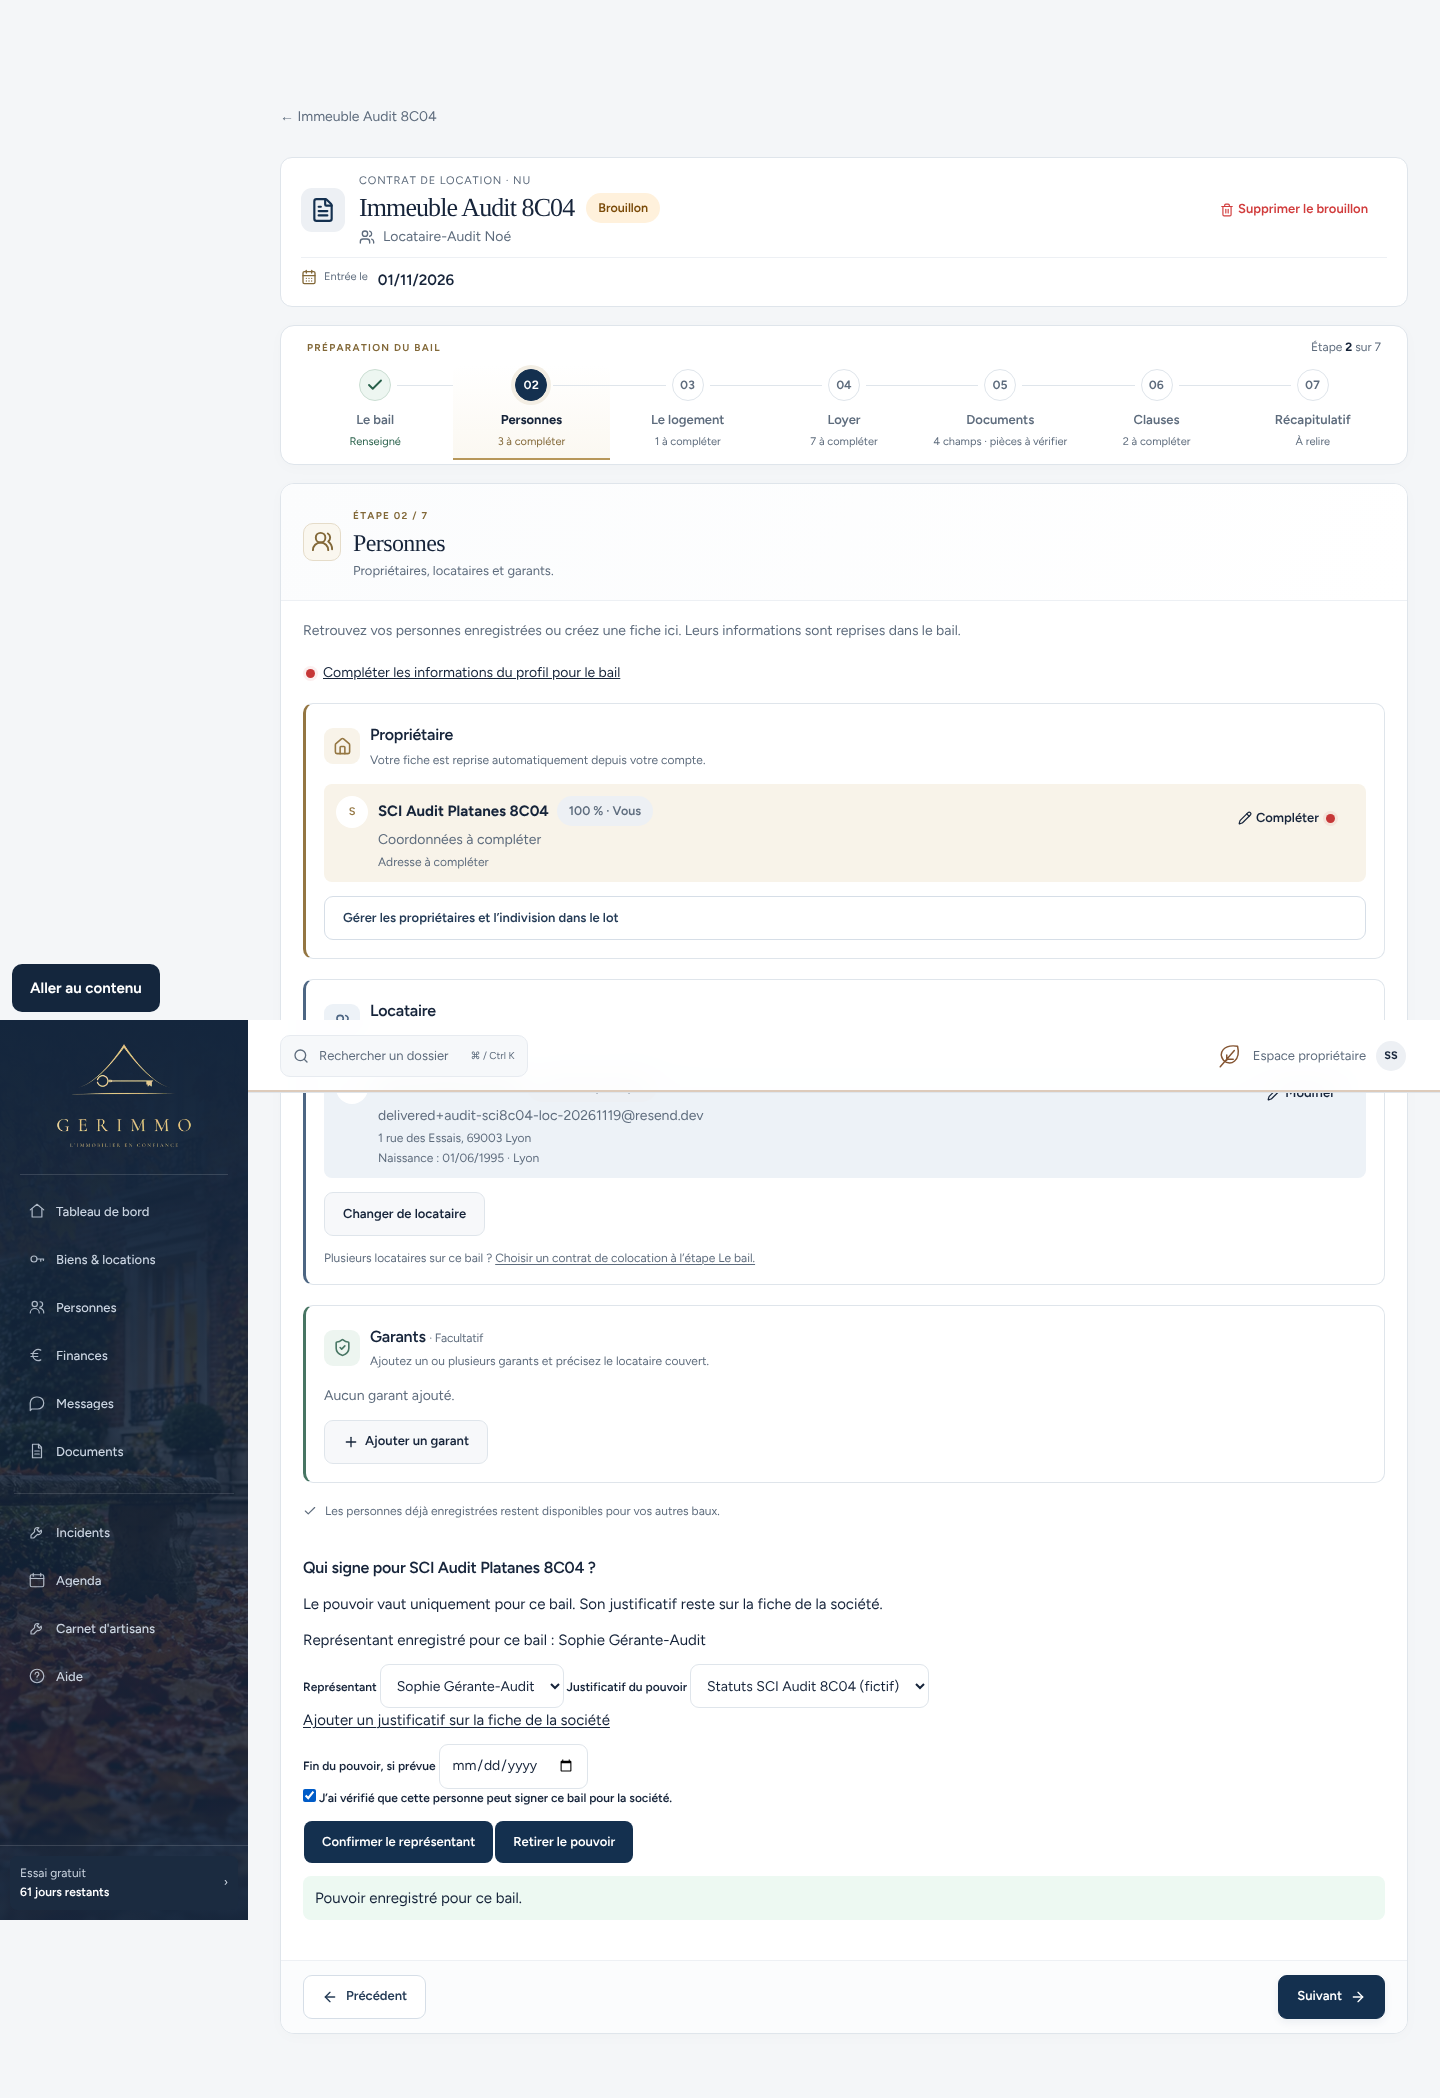 ← Immeuble Audit 8C04
CONTRAT DE LOCATION · NU
Immeuble Audit 8C04
Brouillon
Locataire-Audit Noé
Supprimer le brouillon
Entrée le 01/11/2026
PRÉPARATION DU BAIL
Étape 2 sur 7
Le bail
Renseigné
02
Personnes
3 à compléter
03
Le logement
1 à compléter
04
Loyer
7 à compléter
05
Documents
4 champs · pièces à vérifier
06
Clauses
2 à compléter
07
Récapitulatif
À relire
ÉTAPE 02 / 7
Personnes
Propriétaires, locataires et garants.
Retrouvez vos personnes enregistrées ou créez une fiche ici. Leurs informations sont reprises dans le bail.
Compléter les informations du profil pour le bail
Propriétaire
Votre fiche est reprise automatiquement depuis votre compte.
S
SCI Audit Platanes 8C04
100 % · Vous
Coordonnées à compléter
Adresse à compléter
Compléter
Gérer les propriétaires et l’indivision dans le lot
Aller au contenu
Locataire
Rechercher un dossier
⌘ / Ctrl K
Espace propriétaire
SS
Modifier
delivered+audit-sci8c04-loc-20261119@resend.dev
1 rue des Essais, 69003 Lyon
Naissance : 01/06/1995 · Lyon
Changer de locataire
Plusieurs locataires sur ce bail ? Choisir un contrat de colocation à l’étape Le bail.
Garants · Facultatif
Ajoutez un ou plusieurs garants et précisez le locataire couvert.
Aucun garant ajouté.
Ajouter un garant
Les personnes déjà enregistrées restent disponibles pour vos autres baux.
Qui signe pour SCI Audit Platanes 8C04 ?
Le pouvoir vaut uniquement pour ce bail. Son justificatif reste sur la fiche de la société.
Représentant enregistré pour ce bail : Sophie Gérante-Audit
Représentant Sophie Gérante-Audit Justificatif du pouvoir Statuts SCI Audit 8C04 (fictif)
Ajouter un justificatif sur la fiche de la société
Fin du pouvoir, si prévue mm/dd/yyyy
J’ai vérifié que cette personne peut signer ce bail pour la société.
Confirmer le représentant
Retirer le pouvoir
Pouvoir enregistré pour ce bail.
Précédent
Suivant
GERIMMO
L'IMMOBILIER EN CONFIANCE
Tableau de bord
Biens & locations
Personnes
Finances
Messages
Documents
Incidents
Agenda
Carnet d'artisans
Aide
Essai gratuit
61 jours restants
›